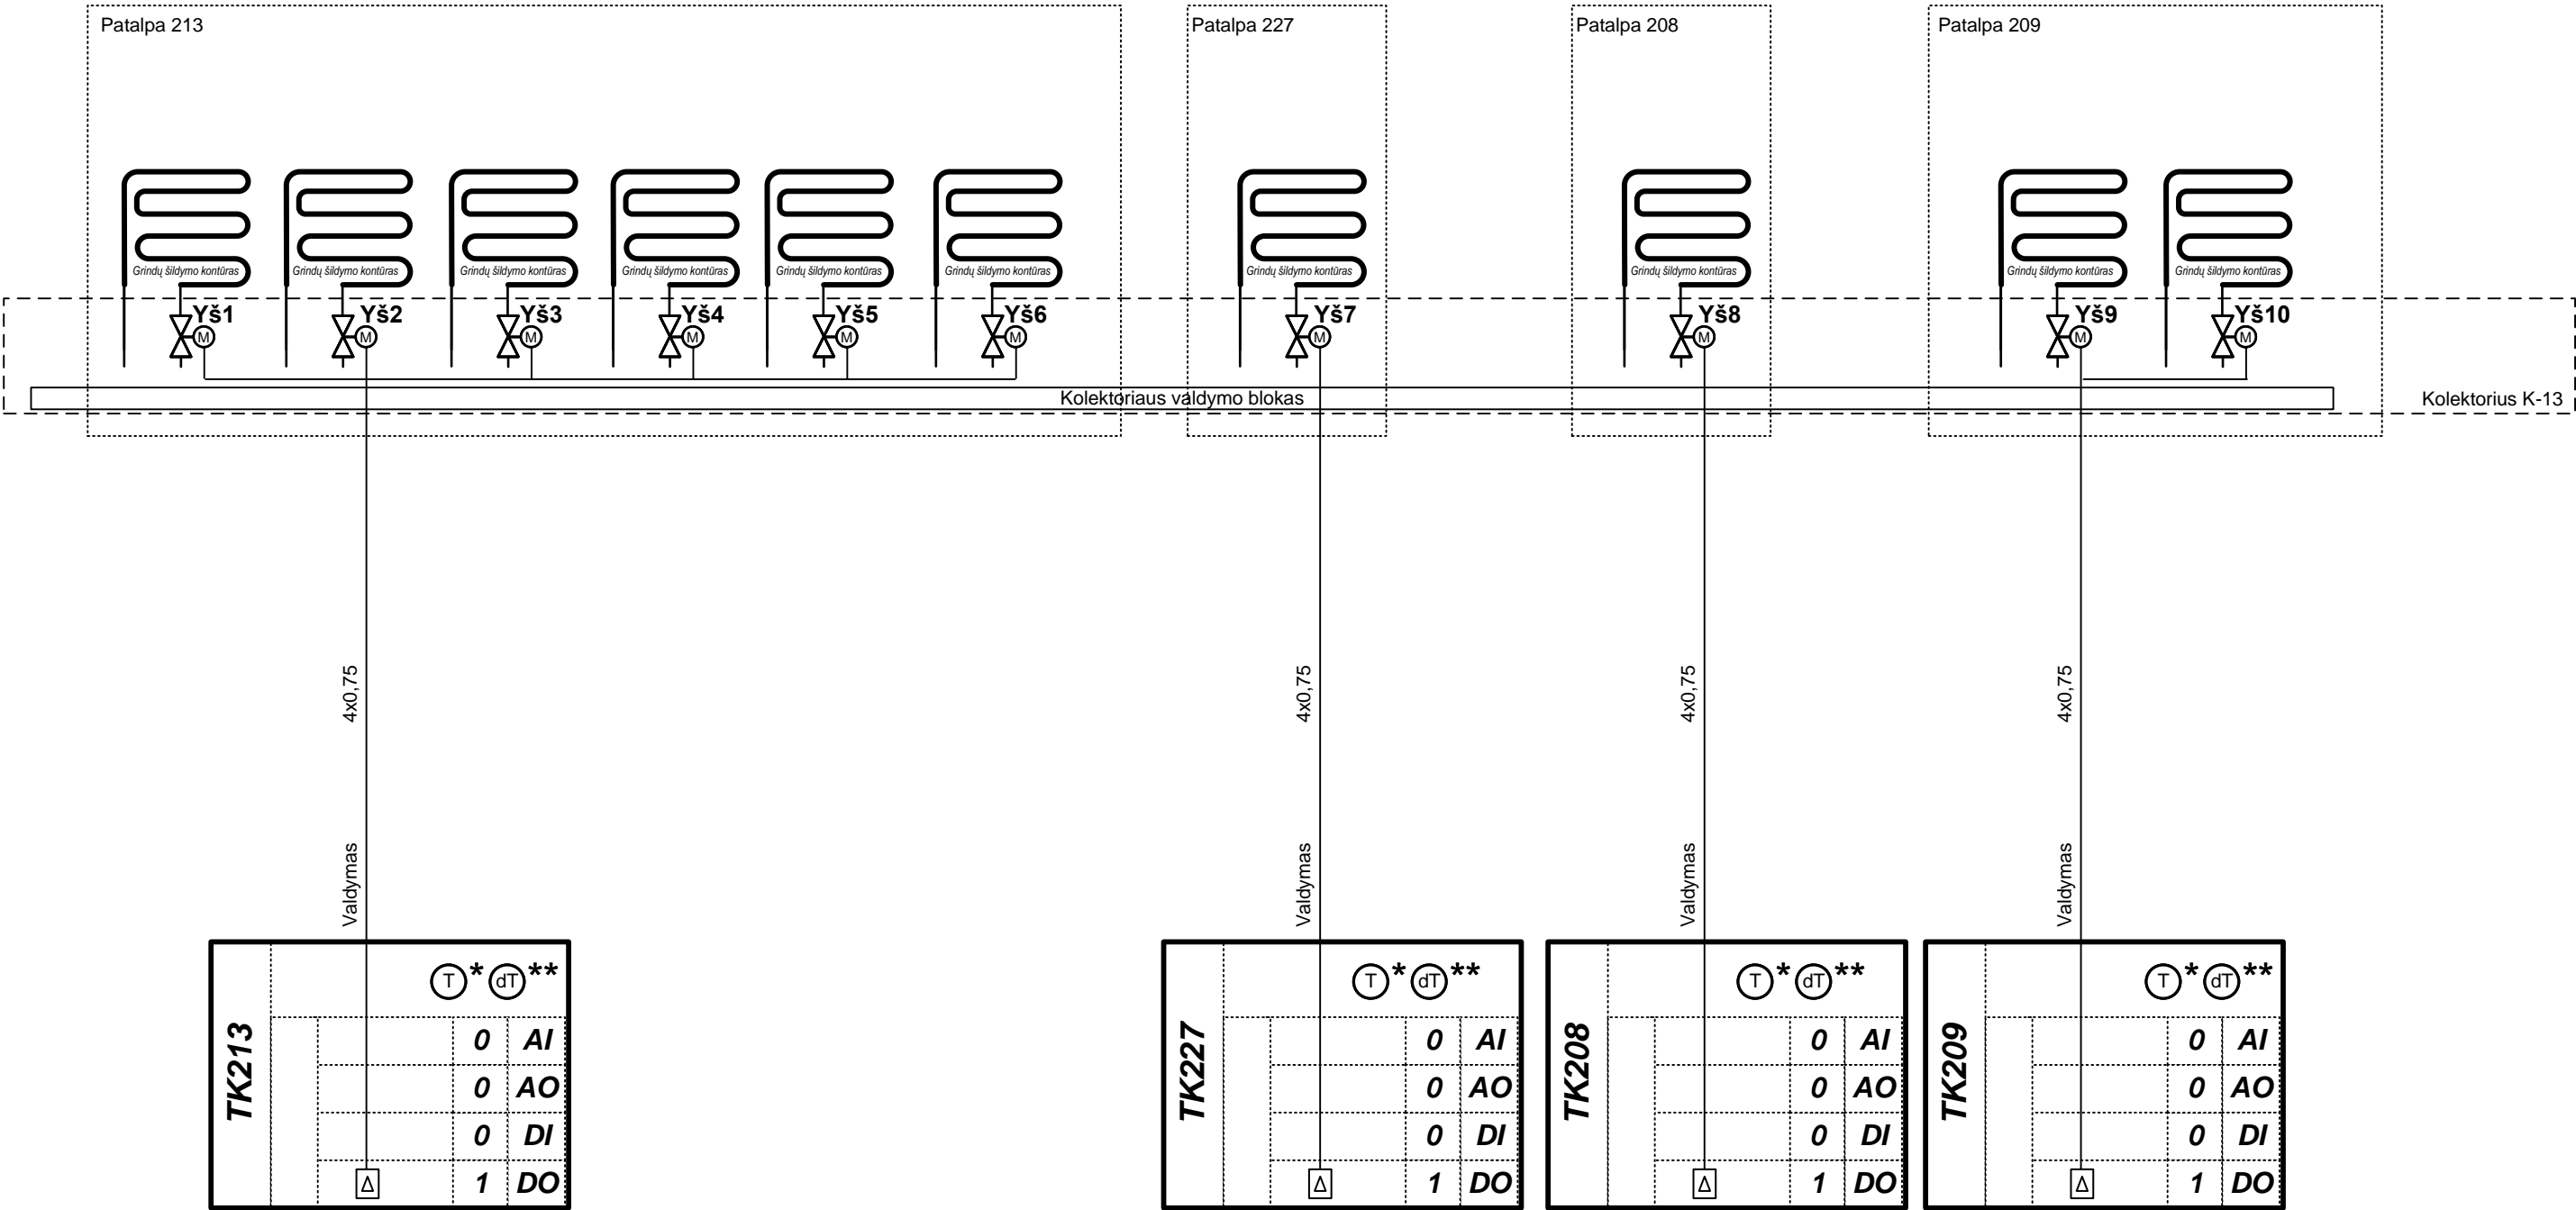 Patalpa 213
Patalpa 227
Patalpa 208
Patalpa 209
Grindų šildymo kontūras
Grindų šildymo kontūras
Grindų šildymo kontūras
Grindų šildymo kontūras
Grindų šildymo kontūras
Grindų šildymo kontūras
Grindų šildymo kontūras
Grindų šildymo kontūras
Grindų šildymo kontūras
Grindų šildymo kontūras
Yš1
Yš2
Yš3
Yš4
Yš5
Yš6
Yš7
Yš8
Yš9
Yš10
M
M
M
M
M
M
M
M
M
M
Kolektoriaus valdymo blokas
Kolektorius K-13
4x0,75
4x0,75
4x0,75
4x0,75
Valdymas
Valdymas
Valdymas
Valdymas
TK213
T * dT **
0 AI
0 AO
0 DI
Δ 1 DO
TK227
T * dT **
0 AI
0 AO
0 DI
Δ 1 DO
TK208
T * dT **
0 AI
0 AO
0 DI
Δ 1 DO
TK209
T * dT **
0 AI
0 AO
0 DI
Δ 1 DO